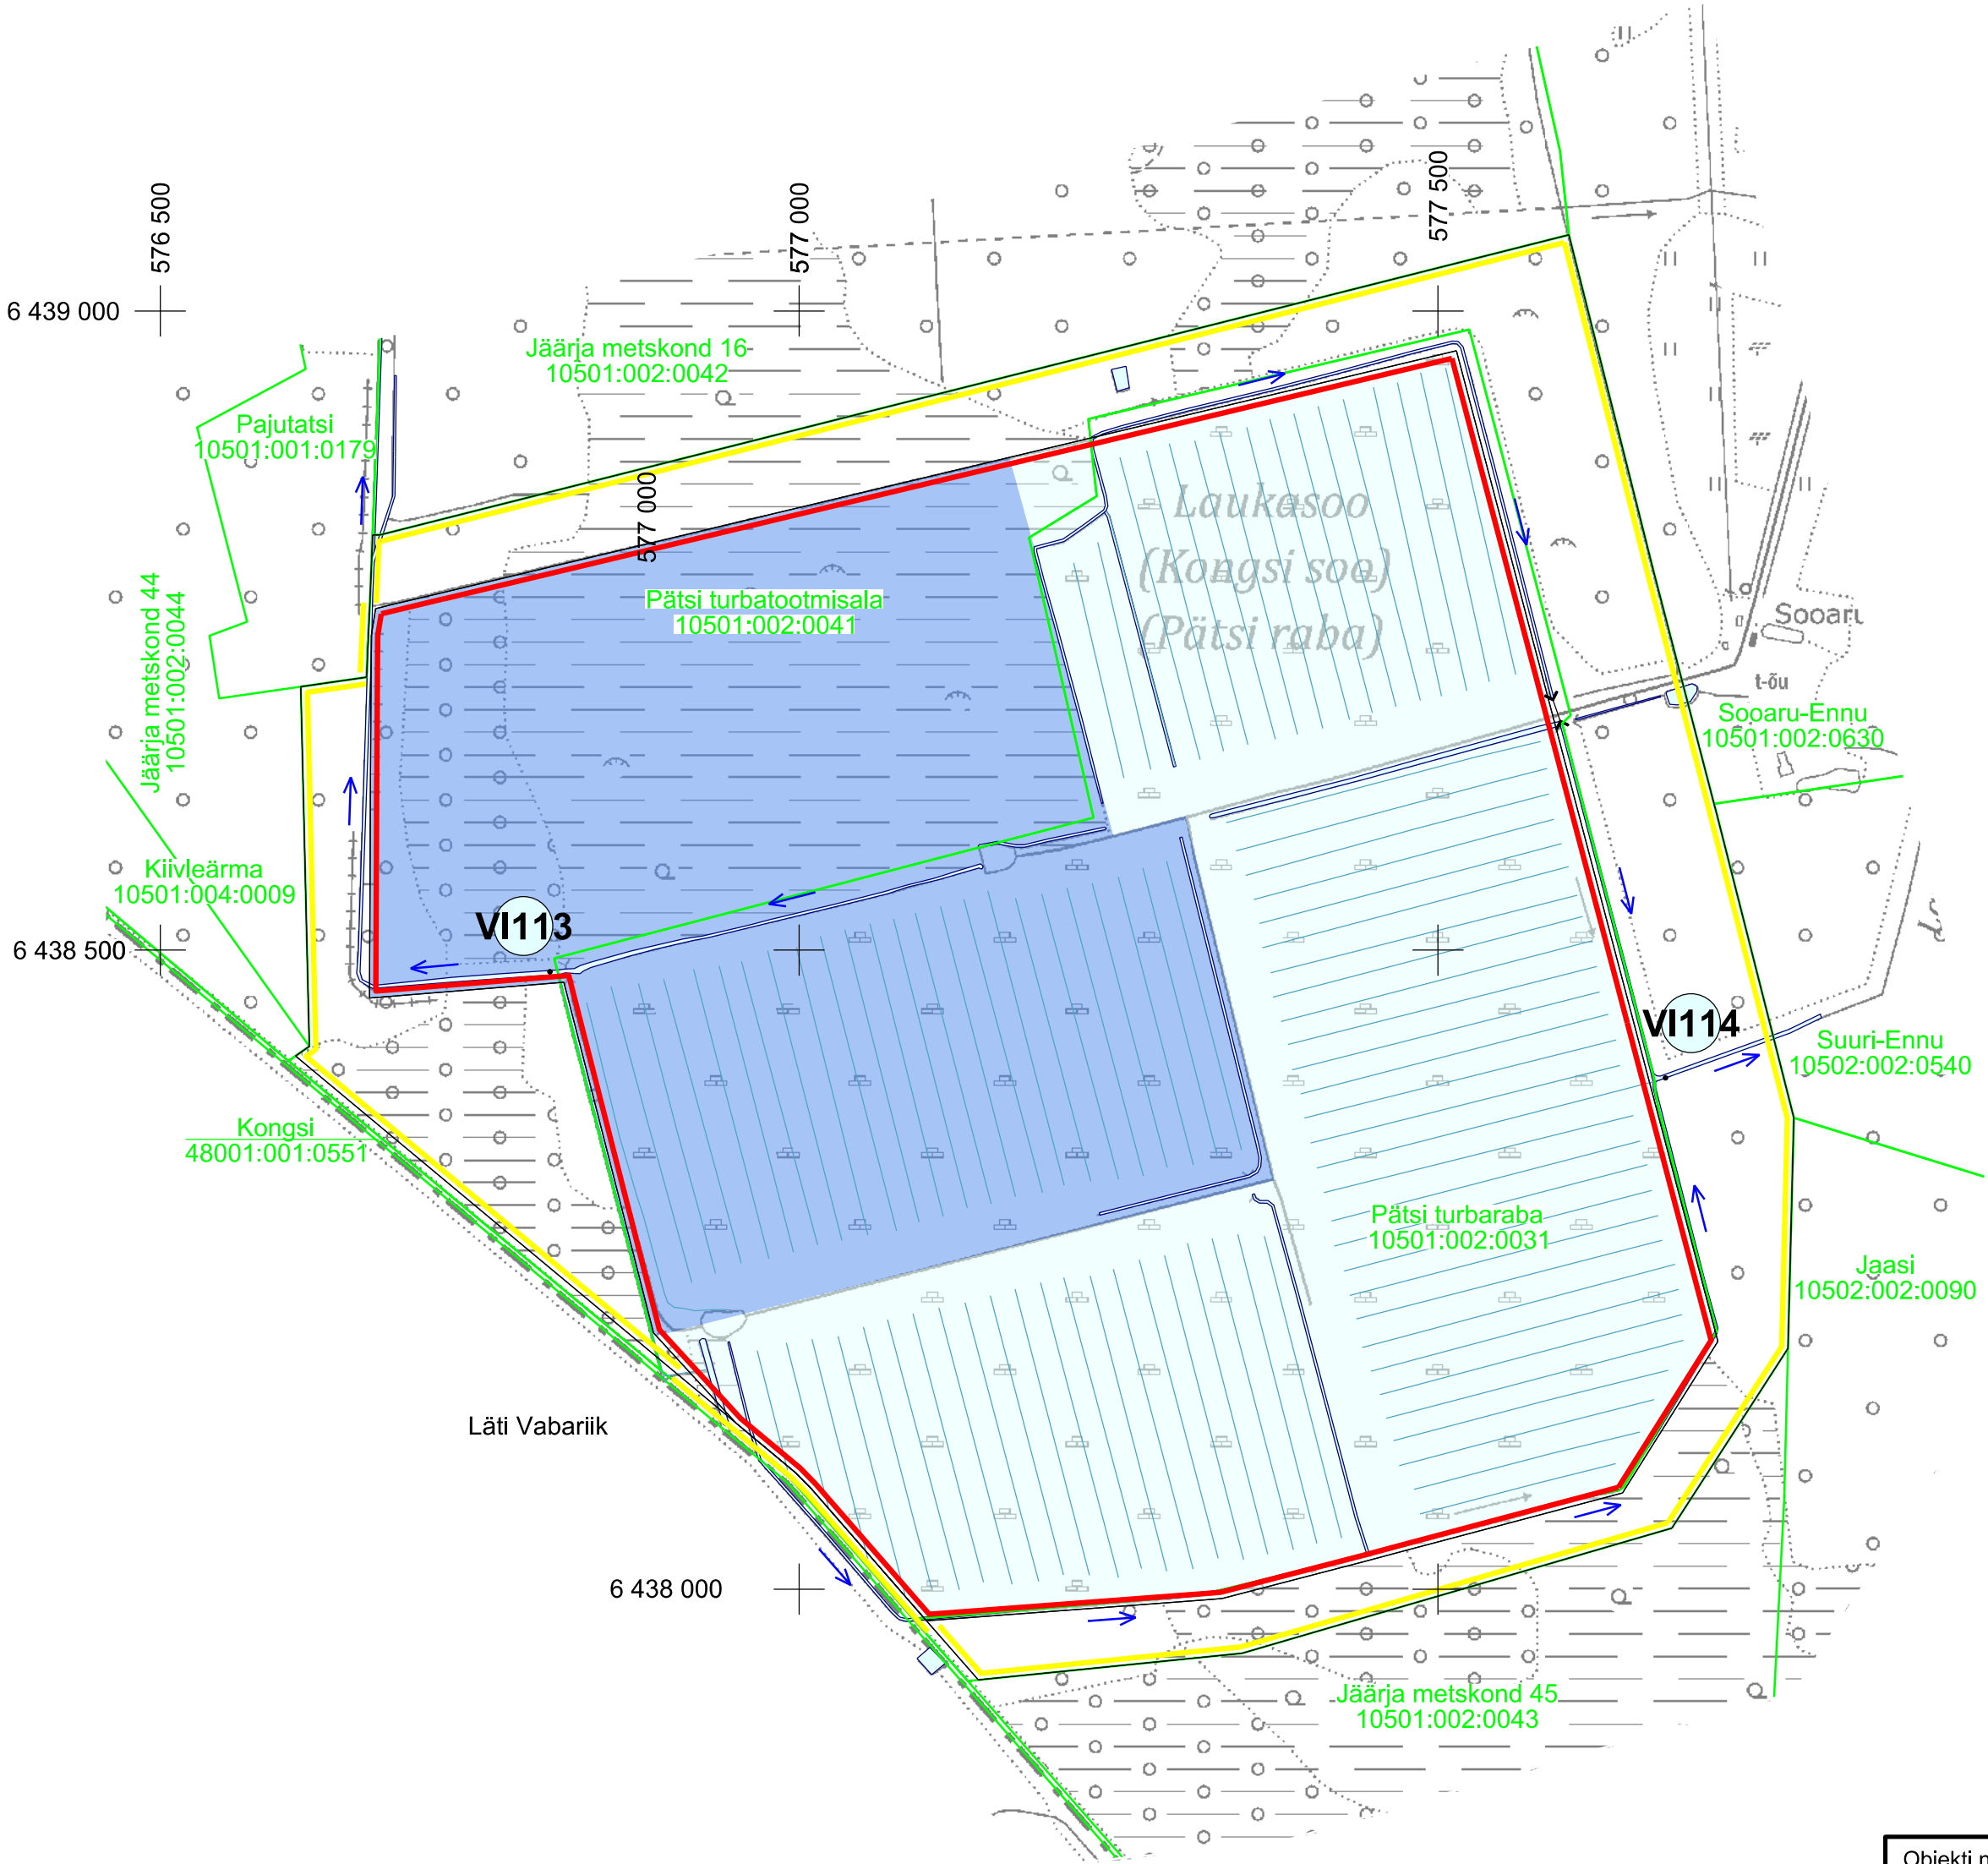 576 500
577 000
577 500
6 439 000
Jäärja metskond 16
10501:002:0042
Pajutatsi
10501:001:0179
577 000
Laukasoo
(Kongsi soo)
(Pätsi raba)
Jäärja metskond 44
10501:002:0044
Pätsi turbatootmisala
10501:002:0041
Sooaru
t-õu
Sooaru-Ennu
10501:002:0630
Kiivleärma
10501:004:0009
VI113
6 438 500
VI114
Suuri-Ennu
10502:002:0540
Kongsi
48001:001:0551
Pätsi turbaraba
10501:002:0031
Jaasi
10502:002:0090
Läti Vabariik
6 438 000
Jäärja metskond 45
10501:002:0043
Objekti